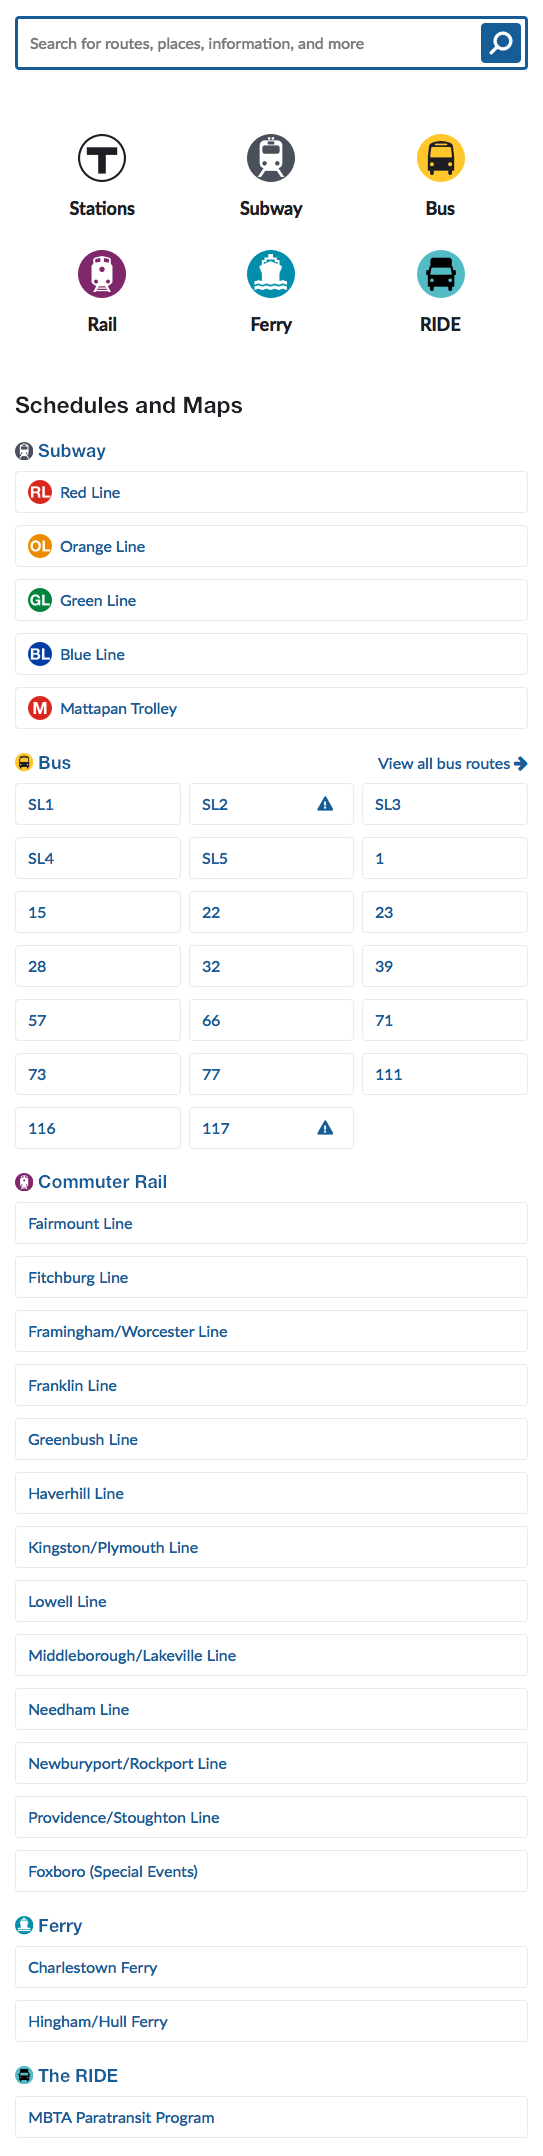 Search for routes, places, information, and more
T
Stations Subway Bus
Rail Ferry RIDE
Schedules and Maps
Subway
RL Red Line
OL Orange Line
GL Green Line
BL Blue Line
M Mattapan Trolley
Bus View all bus routes
SL1 SL2 SL3
SL4 SL5 1
15 22 23
28 32 39
57 66 71
73 77 111
116 117
Commuter Rail
Fairmount Line
Fitchburg Line
Framingham/Worcester Line
Franklin Line
Greenbush Line
Haverhill Line
Kingston/Plymouth Line
Lowell Line
Middleborough/Lakeville Line
Needham Line
Newburyport/Rockport Line
Providence/Stoughton Line
Foxboro (Special Events)
Ferry
Charlestown Ferry
Hingham/Hull Ferry
The RIDE
MBTA Paratransit Program